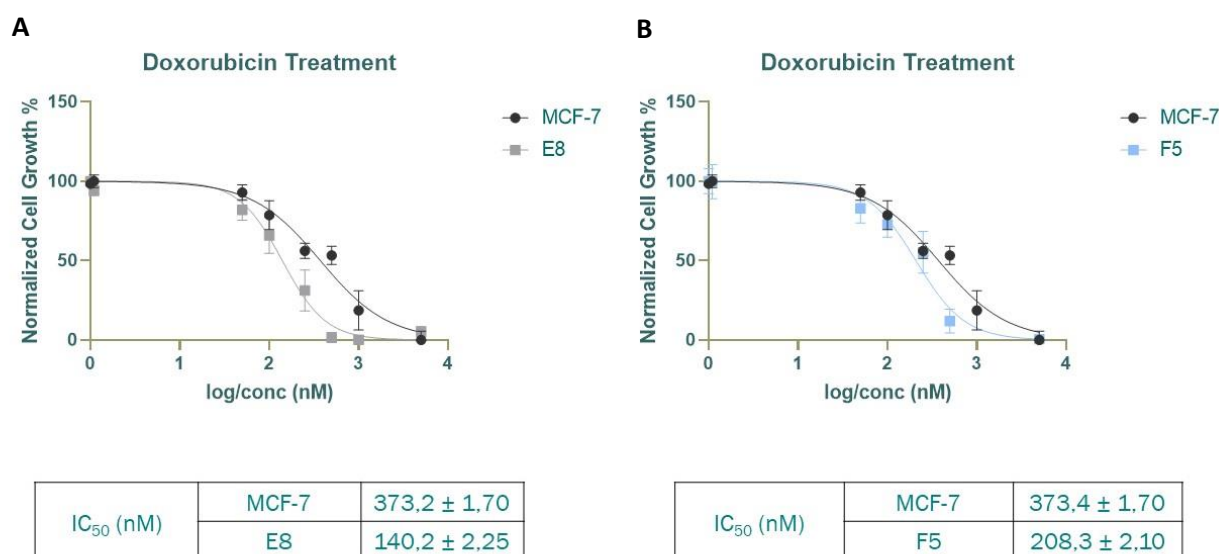 A
Doxorubicin Treatment
Normalized Cell Growth %
150
100
50
0
0 1 2 3 4
log/conc (nM)
MCF-7
E8
IC50 (nM)
MCF-7 373,2 ± 1,70
E8 140,2 ± 2,25
B
Doxorubicin Treatment
Normalized Cell Growth %
150
100
50
0
0 1 2 3 4
log/conc (nM)
MCF-7
F5
IC50 (nM)
MCF-7 373,4 ± 1,70
F5 208,3 ± 2,10